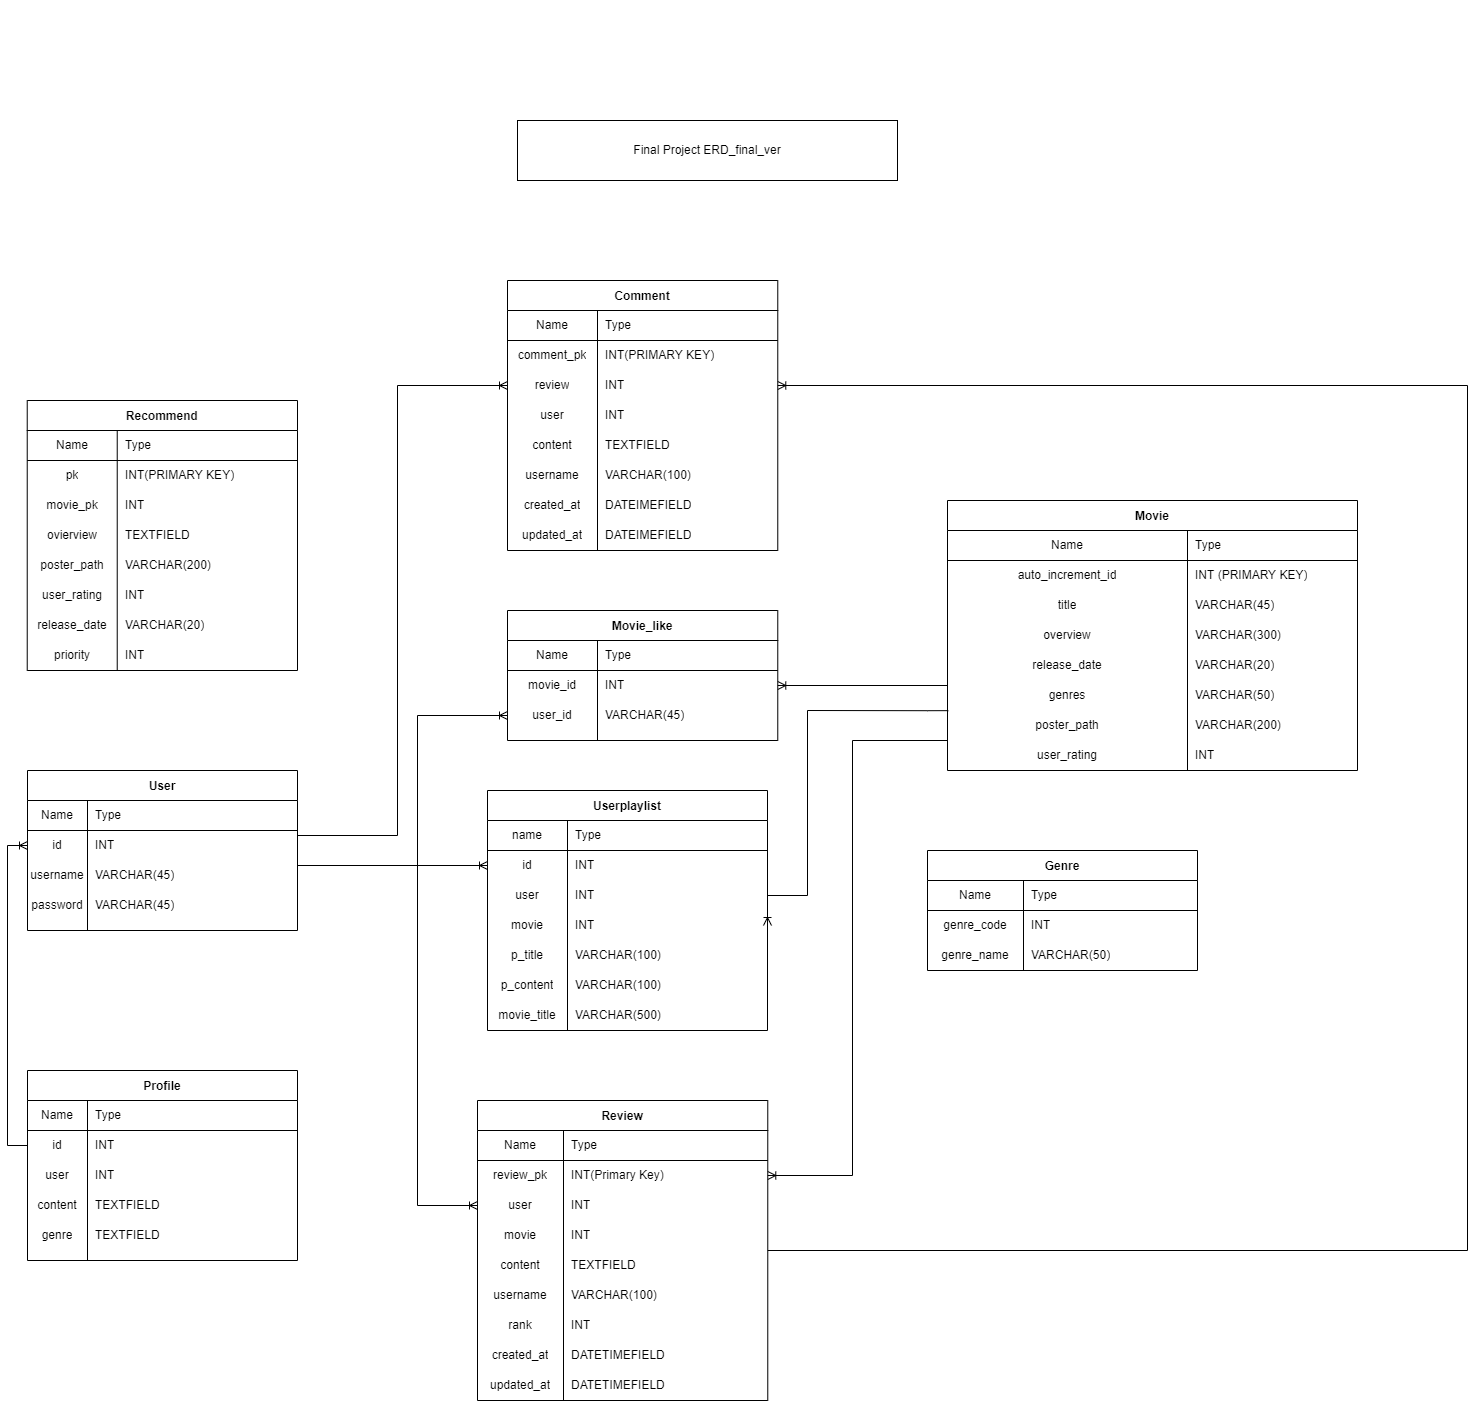 Final Project ERD_final_ver
Comment
Name Type
comment_pk INT(PRIMARY KEY)
review INT
user INT
content TEXTFIELD
username VARCHAR(100)
created_at DATEIMEFIELD
updated_at DATEIMEFIELD
Recommend
Name Type
pk INT(PRIMARY KEY)
movie_pk INT
ovierview TEXTFIELD
poster_path VARCHAR(200)
user_rating INT
release_date VARCHAR(20)
priority INT
Movie
Name Type
auto_increment_id INT (PRIMARY KEY)
title VARCHAR(45)
overview VARCHAR(300)
release_date VARCHAR(20)
genres VARCHAR(50)
poster_path VARCHAR(200)
user_rating INT
Movie_like
Name Type
movie_id INT
user_id VARCHAR(45)
User
Name Type
id INT
username VARCHAR(45)
password VARCHAR(45)
Userplaylist
name Type
id INT
user INT
movie INT
p_title VARCHAR(100)
p_content VARCHAR(100)
movie_title VARCHAR(500)
Genre
Name Type
genre_code INT
genre_name VARCHAR(50)
Profile
Name Type
id INT
user INT
content TEXTFIELD
genre TEXTFIELD
Review
Name Type
review_pk INT(Primary Key)
user INT
movie INT
content TEXTFIELD
username VARCHAR(100)
rank INT
created_at DATETIMEFIELD
updated_at DATETIMEFIELD